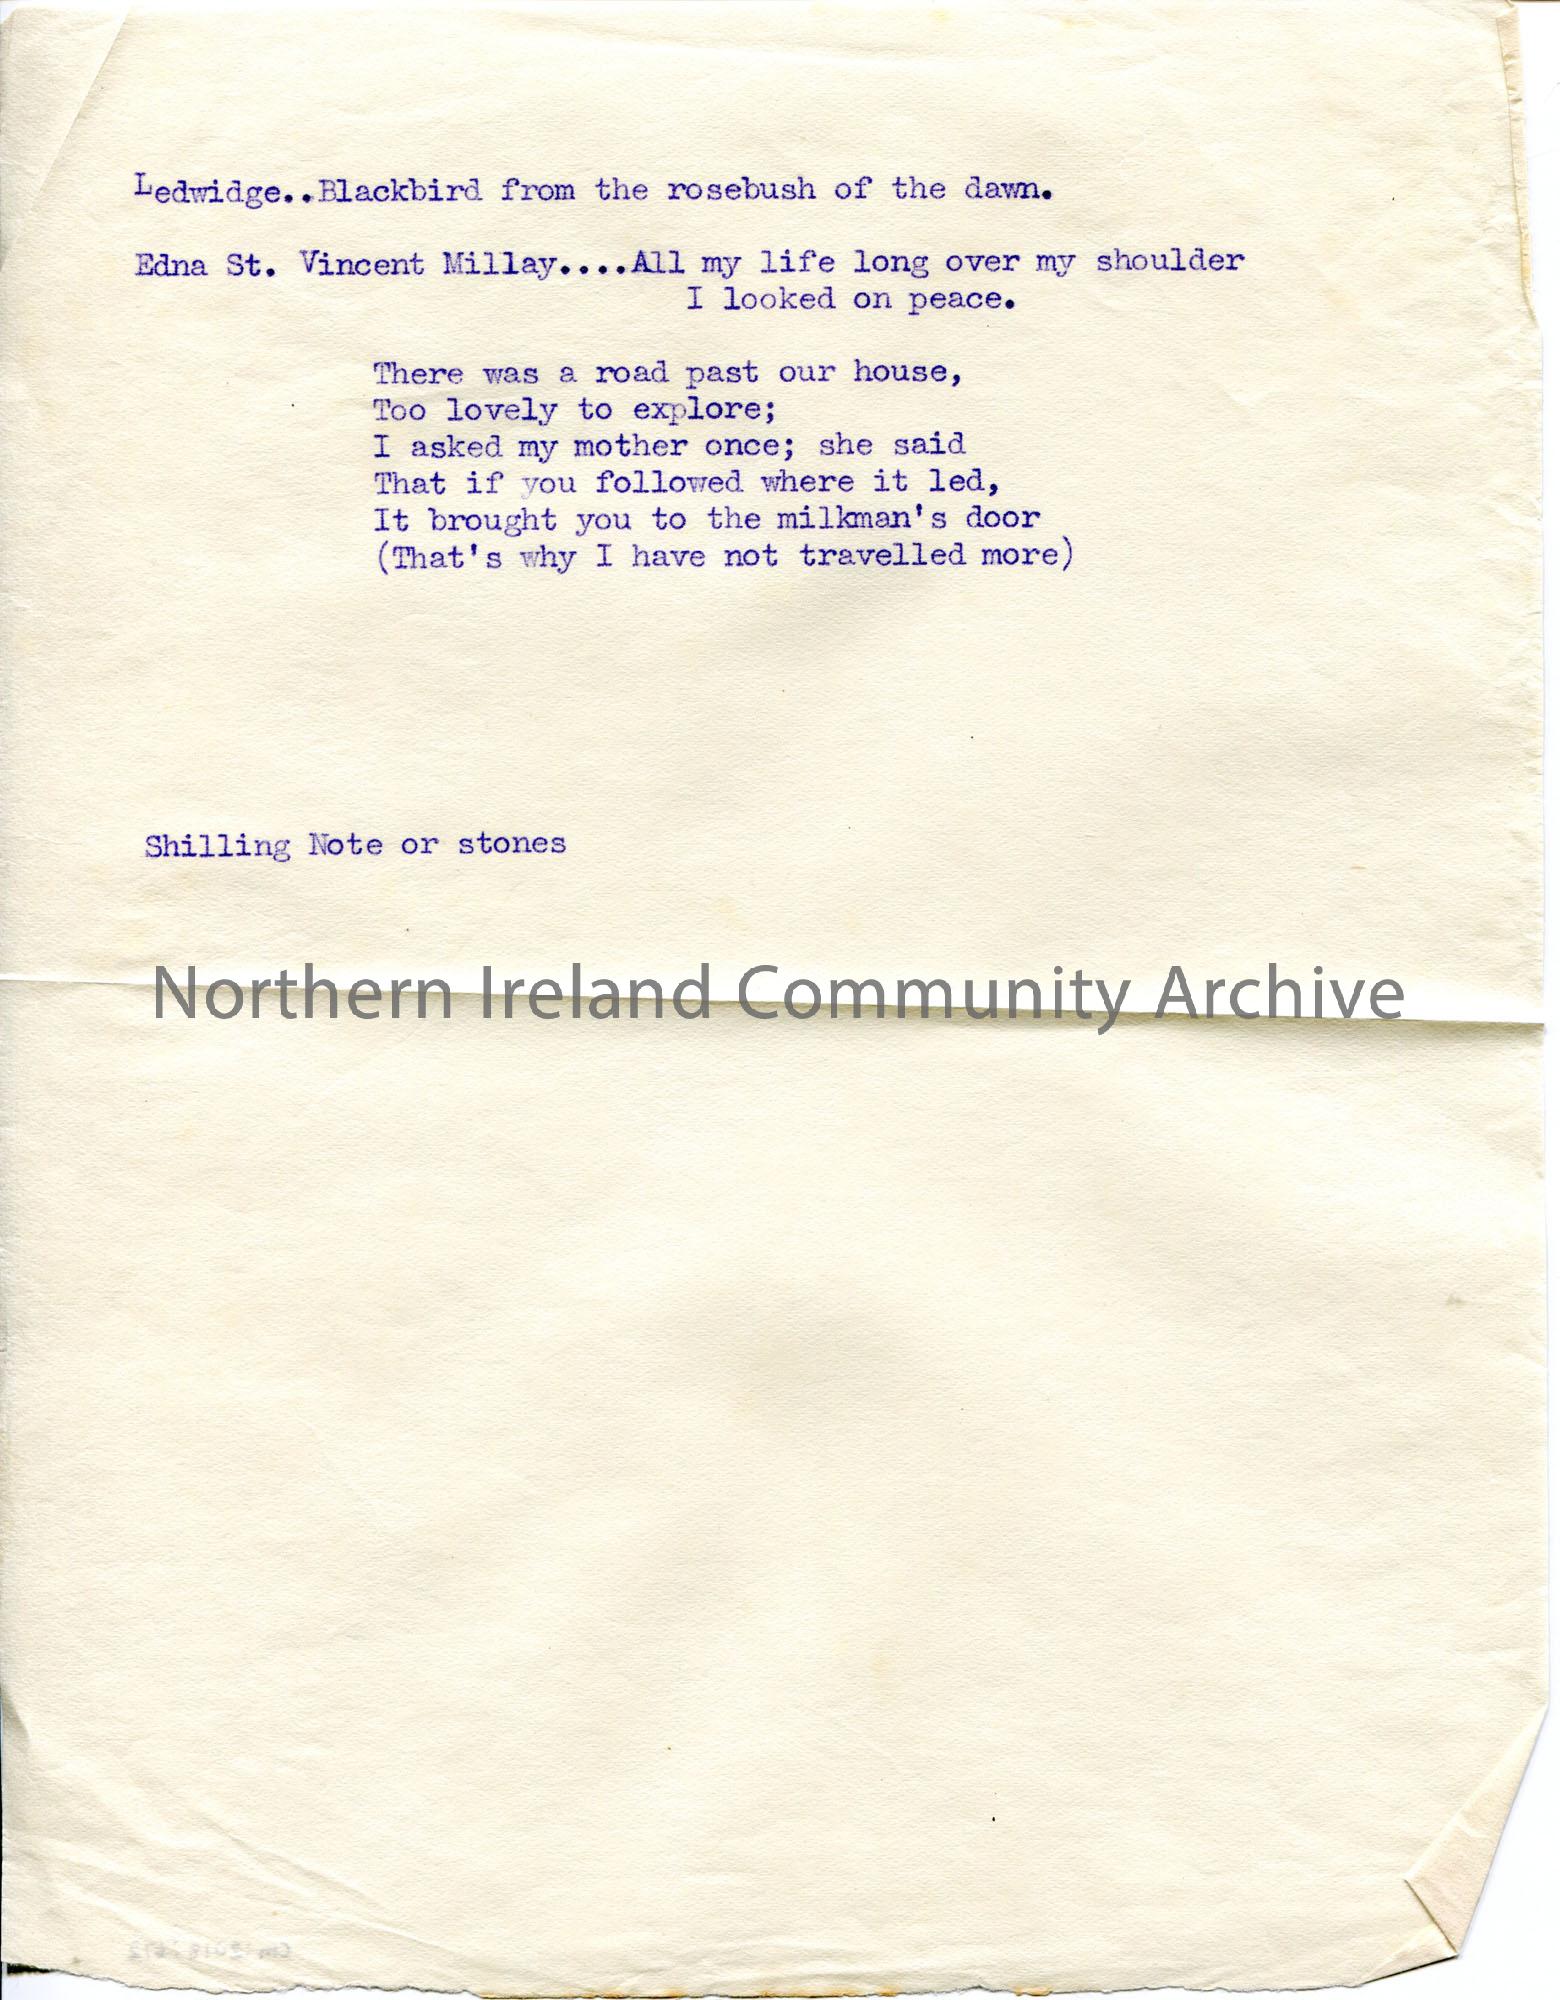 Ledwidge..Blackbird from the rosebush of the dawn.
Edna St. Vincent Millay....All my life long over my shoulder
I looked on peace.
There was a road past our house,
Too lovely to explore;
I asked my mother once; she said
That if you followed where it led,
It brought you to the milkman's door
(That's why I have not travelled more)
Shilling Note or stones
Northern Ireland Community Archive